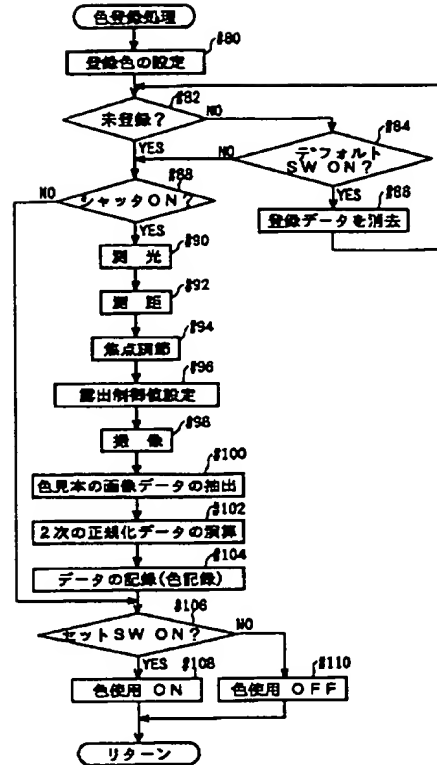 色登録処理
#80
登録色の設定
#82
未登録？
NO
YES
#84
デフォルト
SW ON？
NO
YES
#86
登録データを消去
#88
シャッタON？
NO
YES
#90
測 光
#92
測 距
#94
焦点調節
#96
露出制御値設定
#98
撮 像
#100
色見本の画像データの抽出
#102
2次の正規化データの演算
#104
データの記録(色記録)
#106
セットSW ON？
NO
YES
#108
色使用 ON
#110
色使用 OFF
リターン